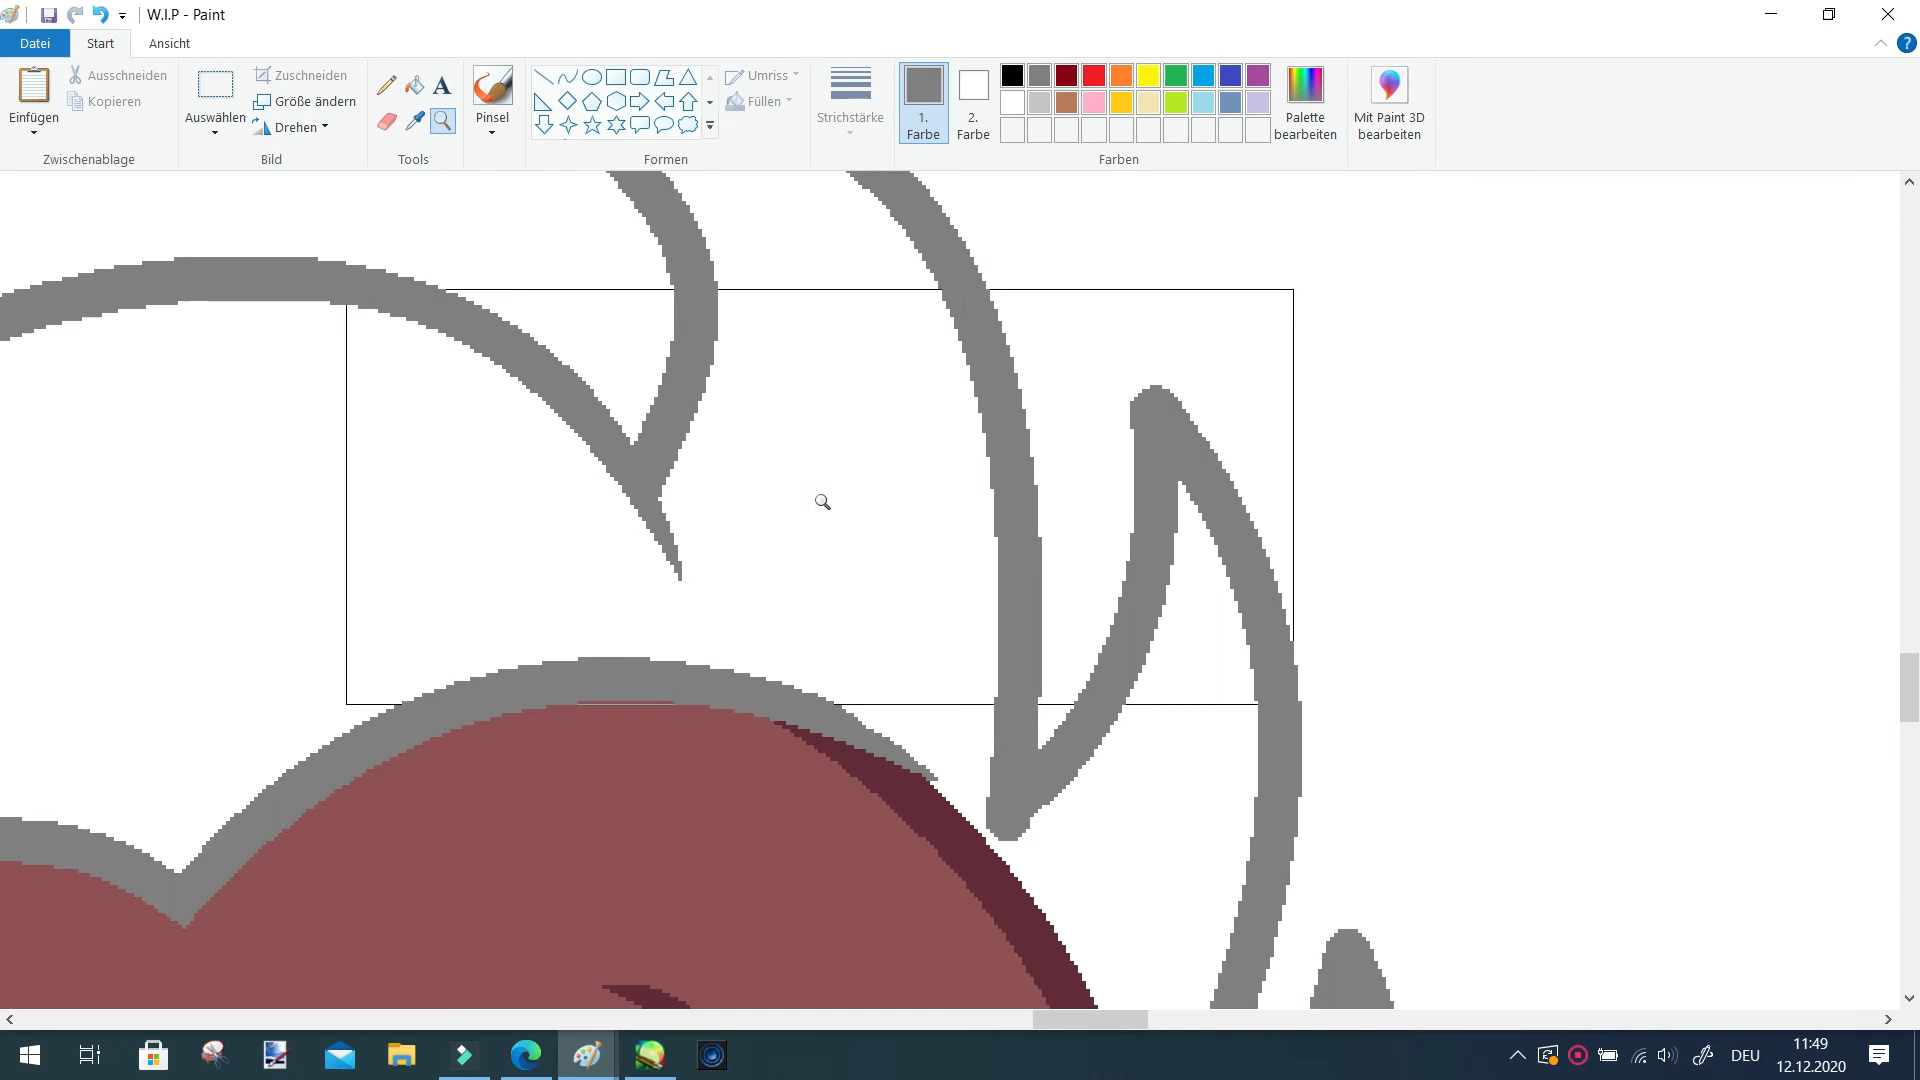 W.I.P - Paint
Datei
Start
Ansicht
Einfügen
Ausschneiden
Kopieren
Zwischenablage
Auswählen
Zuschneiden
Größe ändern
Drehen
Bild
A
Tools
Pinsel
Formen
Umriss
Füllen
Strichstärke
1.
Farbe
2.
Farbe
Palette
bearbeiten
Farben
Mit Paint 3D
bearbeiten
?
DEU
11:49
12.12.2020